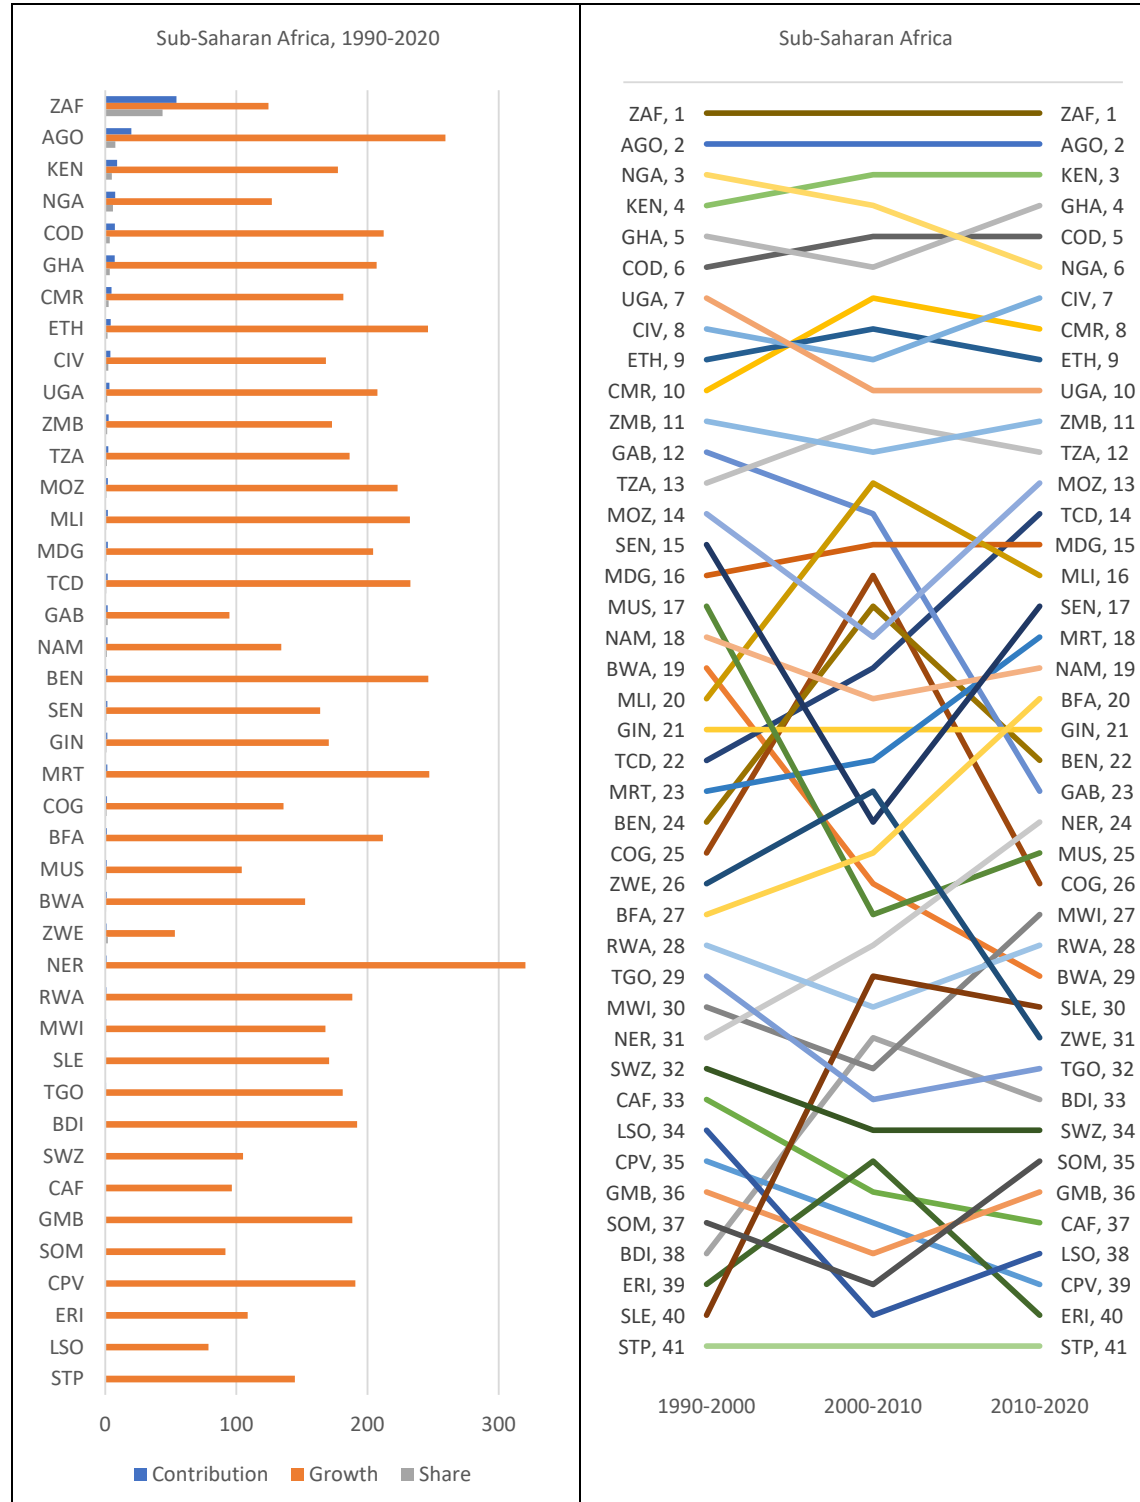 Sub-Saharan Africa, 1990-2020
ZAF
AGO
KEN
NGA
COD
GHA
CMR
ETH
CIV
UGA
ZMB
TZA
MOZ
MLI
MDG
TCD
GAB
NAM
BEN
SEN
GIN
MRT
COG
BFA
MUS
BWA
ZWE
NER
RWA
MWI
SLE
TGO
BDI
SWZ
CAF
GMB
SOM
CPV
ERI
LSO
STP
0 100 200 300
Contribution Growth Share
Sub-Saharan Africa
ZAF, 1 ZAF, 1
AGO, 2 AGO, 2
NGA, 3 KEN, 3
KEN, 4 GHA, 4
GHA, 5 COD, 5
COD, 6 NGA, 6
UGA, 7 CIV, 7
CIV, 8 CMR, 8
ETH, 9 ETH, 9
CMR, 10 UGA, 10
ZMB, 11 ZMB, 11
GAB, 12 TZA, 12
TZA, 13 MOZ, 13
MOZ, 14 TCD, 14
SEN, 15 MDG, 15
MDG, 16 MLI, 16
MUS, 17 SEN, 17
NAM, 18 MRT, 18
BWA, 19 NAM, 19
MLI, 20 BFA, 20
GIN, 21 GIN, 21
TCD, 22 BEN, 22
MRT, 23 GAB, 23
BEN, 24 NER, 24
COG, 25 MUS, 25
ZWE, 26 COG, 26
BFA, 27 MWI, 27
RWA, 28 RWA, 28
TGO, 29 BWA, 29
MWI, 30 SLE, 30
NER, 31 ZWE, 31
SWZ, 32 TGO, 32
CAF, 33 BDI, 33
LSO, 34 SWZ, 34
CPV, 35 SOM, 35
GMB, 36 GMB, 36
SOM, 37 CAF, 37
BDI, 38 LSO, 38
ERI, 39 CPV, 39
SLE, 40 ERI, 40
STP, 41 STP, 41
1990-2000 2000-2010 2010-2020